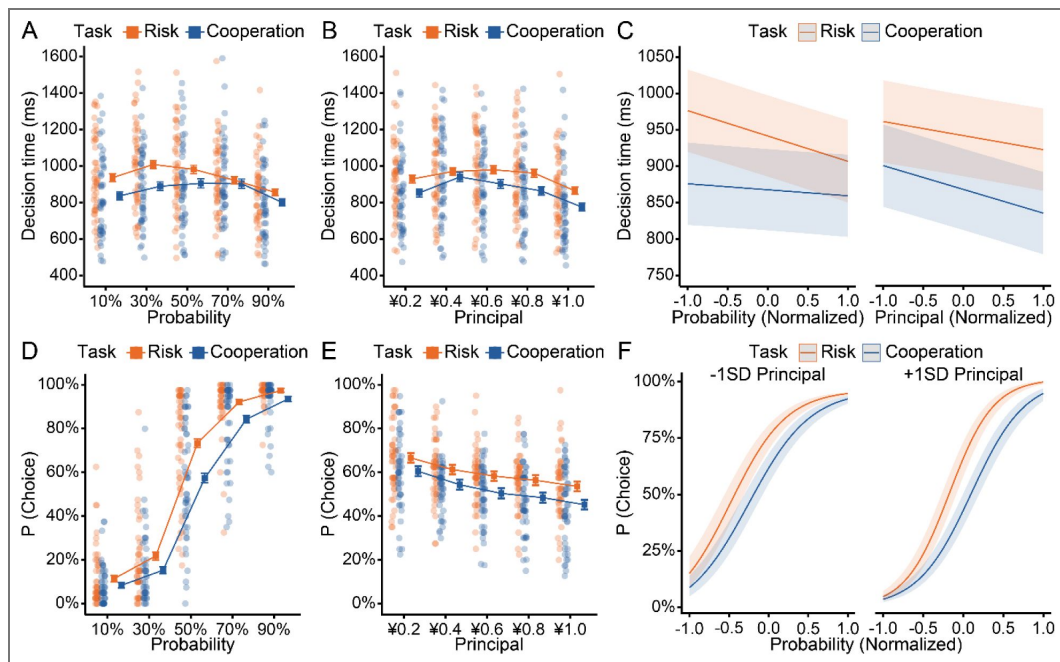 A Task Risk Cooperation
Decision time (ms)
1600
1400
1200
1000
800
600
400
10% 30% 50% 70% 90%
Probability
B Task Risk Cooperation
Decision time (ms)
1600
1400
1200
1000
800
600
400
¥0.2 ¥0.4 ¥0.6 ¥0.8 ¥1.0
Principal
C Task Risk Cooperation
Decision time (ms)
1050
1000
950
900
850
800
750
-1.0 -0.5 0.0 0.5 1.0 -1.0 -0.5 0.0 0.5 1.0
Probability (Normalized) Principal (Normalized)
D Task Risk Cooperation
P (Choice)
100%
80%
60%
40%
20%
0%
10% 30% 50% 70% 90%
Probability
E Task Risk Cooperation
P (Choice)
100%
80%
60%
40%
20%
0%
¥0.2 ¥0.4 ¥0.6 ¥0.8 ¥1.0
Principal
F Task Risk Cooperation
-1SD Principal +1SD Principal
P (Choice)
100%
75%
50%
25%
0%
-1.0 -0.5 0.0 0.5 1.0 -1.0 -0.5 0.0 0.5 1.0
Probability (Normalized)